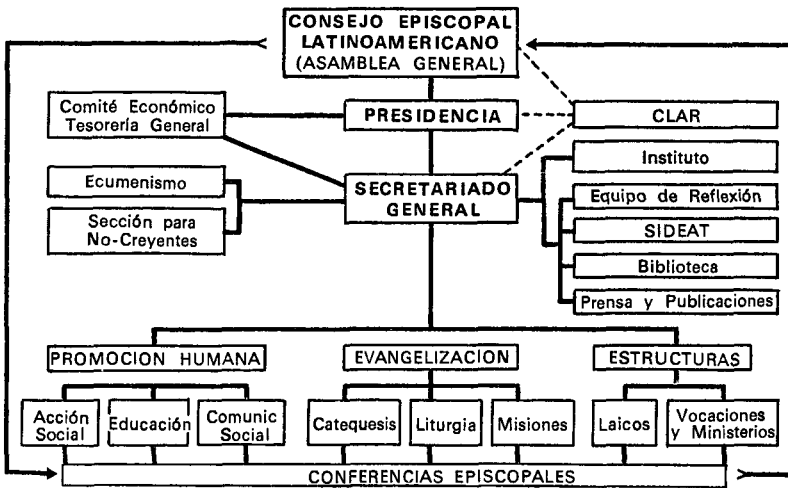 CONSEJO EPISCOPAL
LATINOAMERICANO
(ASAMBLEA GENERAL)
Comité Económico
Tesorería General
PRESIDENCIA
CLAR
Instituto
Ecumenismo
SECRETARIADO
GENERAL
Equipo de Reflexión
Sección para
No-Creyentes
SIDEAT
Biblioteca
Prensa y Publicaciones
PROMOCION HUMANA
EVANGELIZACION
ESTRUCTURAS
Acción
Social
Educación
Comunic
Social
Catequesis
Liturgia
Misiones
Laicos
Vocaciones
y Ministerios
CONFERENCIAS EPISCOPALES